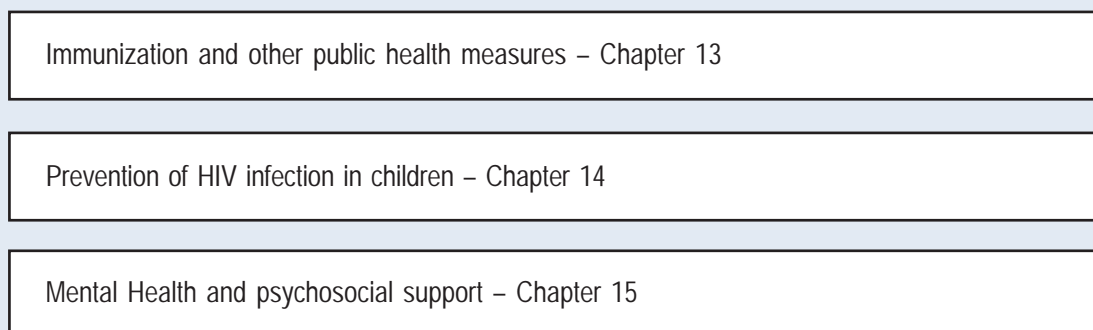 Immunization and other public health measures – Chapter 13
Prevention of HIV infection in children – Chapter 14
Mental Health and psychosocial support – Chapter 15